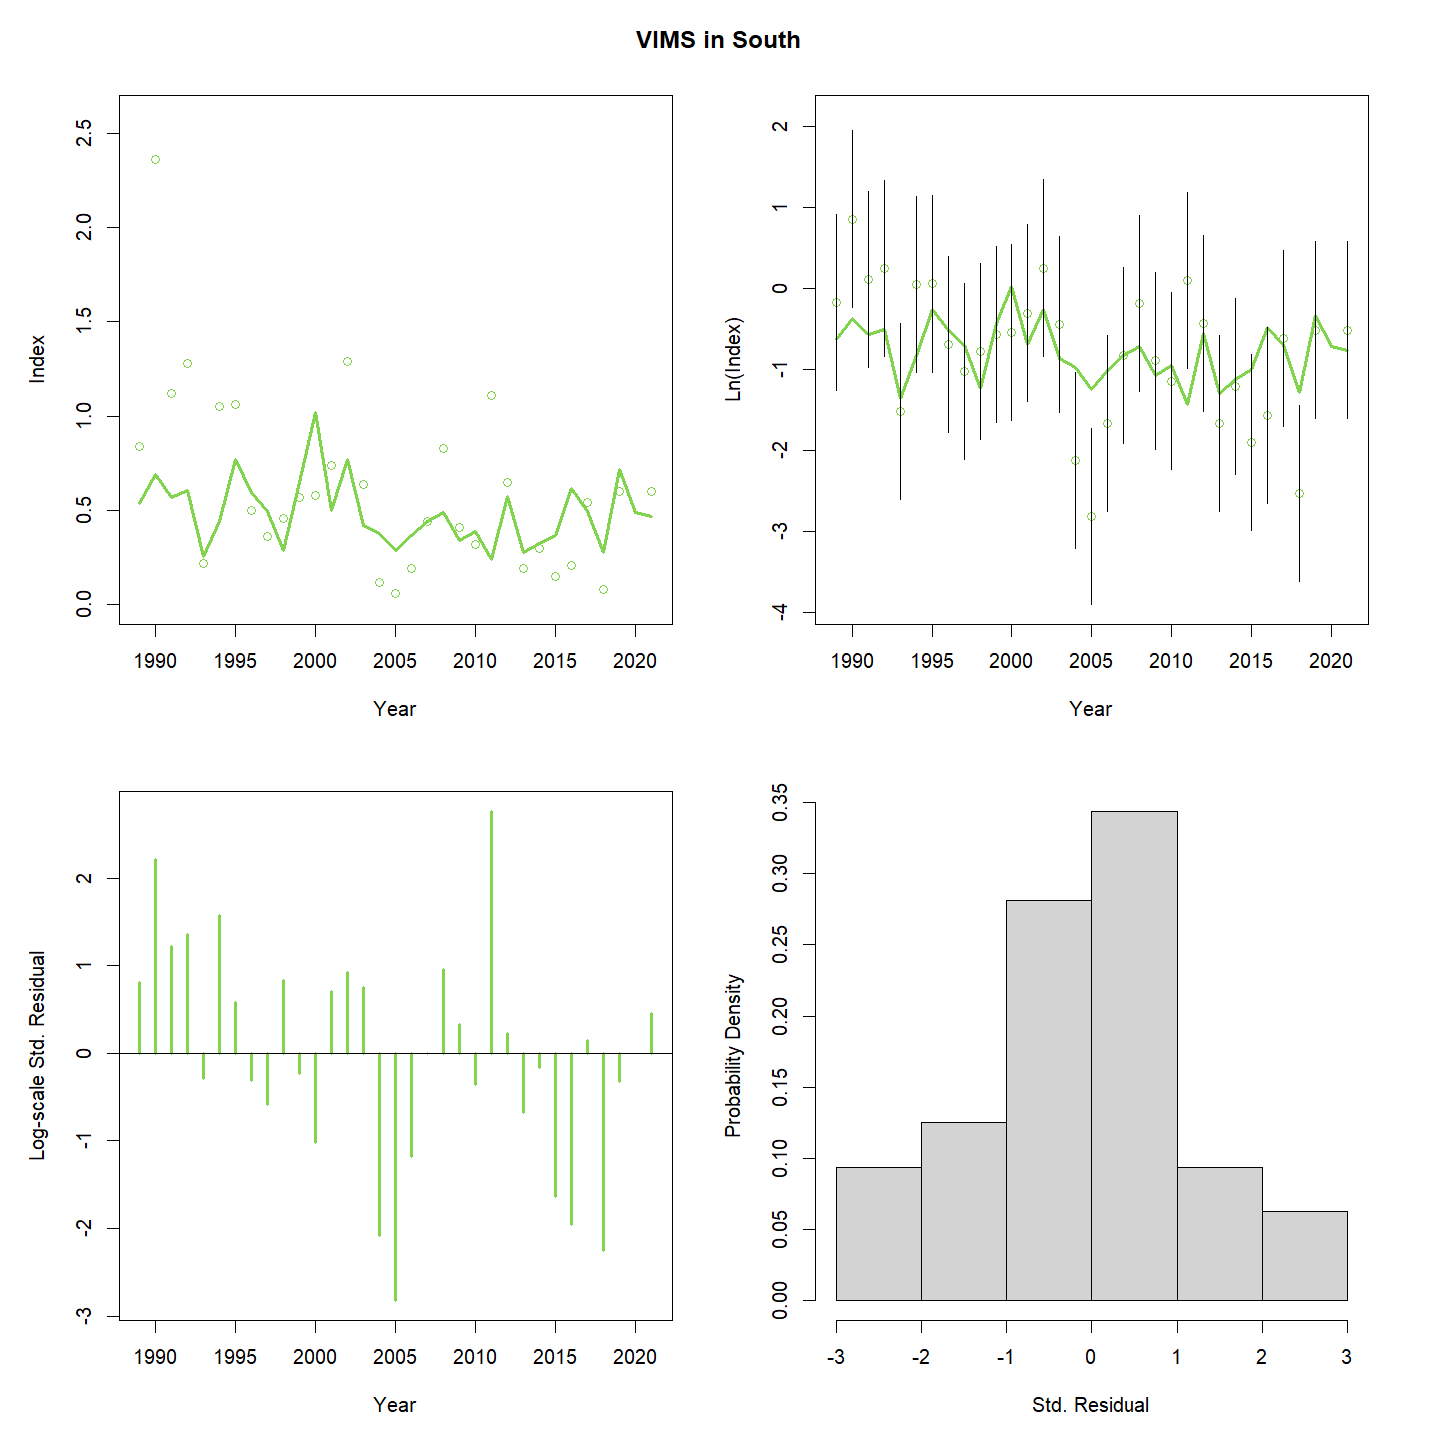 VIMS in South
Index
2.5
2.0
1.5
1.0
0.5
0.0
1990 1995 2000 2005 2010 2015 2020
Year
Ln(Index)
2
1
0
-1
-2
-3
-4
1990 1995 2000 2005 2010 2015 2020
Year
Log-scale Std. Residual
2
1
0
-1
-2
-3
1990 1995 2000 2005 2010 2015 2020
Year
Probability Density
0.35
0.30
0.25
0.20
0.15
0.10
0.05
0.00
-3 -2 -1 0 1 2 3
Std. Residual